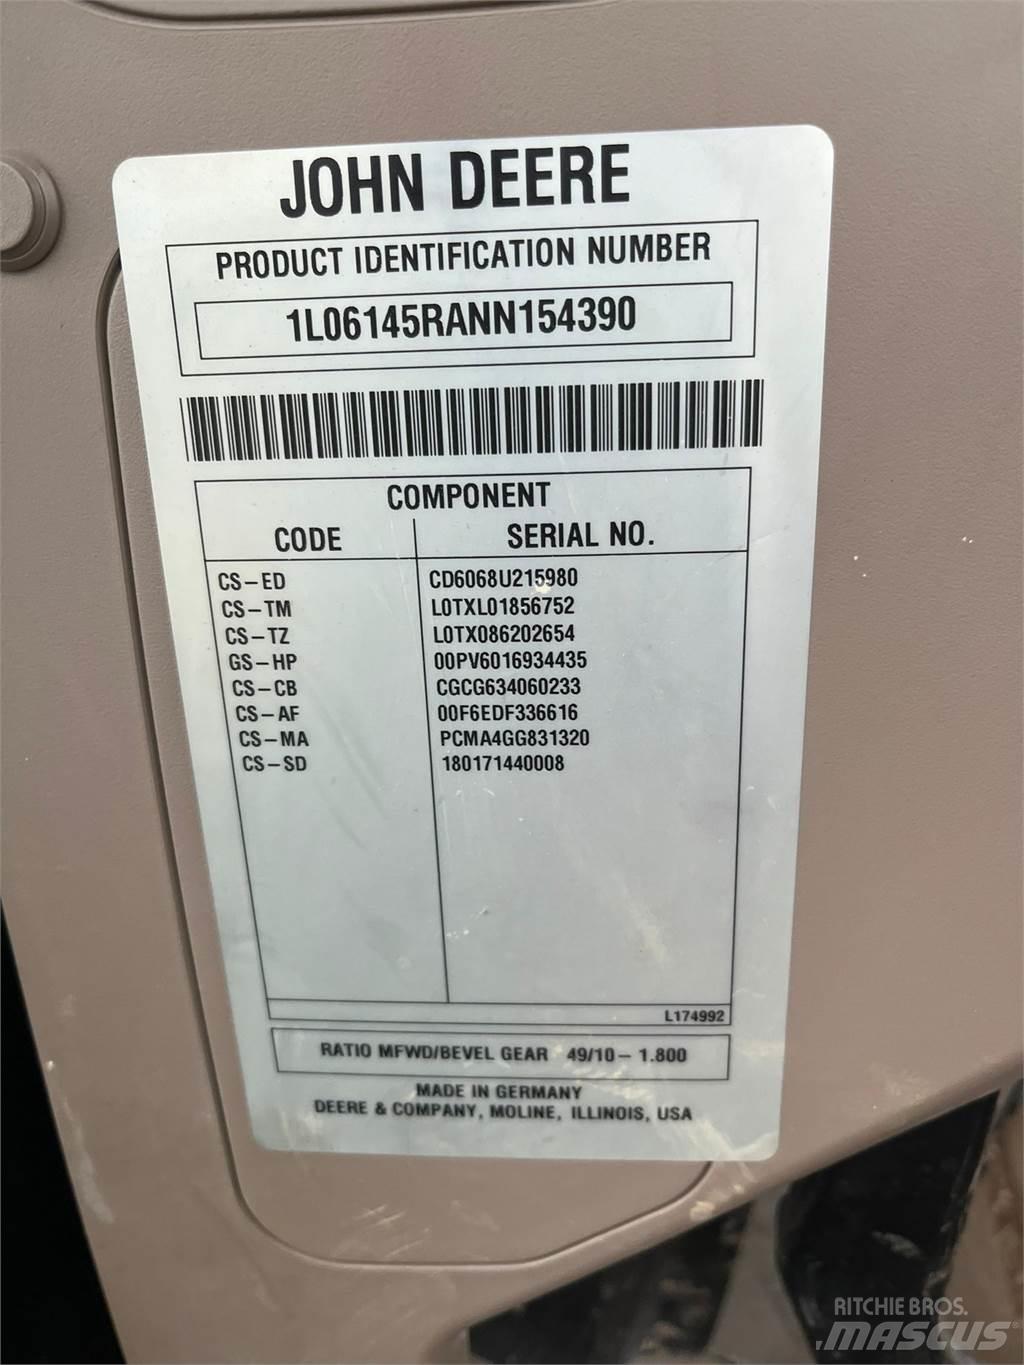 JOHN DEERE
PRODUCT IDENTIFICATION NUMBER
1L06145RANN154390
COMPONENT
CODE SERIAL NO.
CS-ED CD6068U215980
CS-TM L0TXL01856752
CS-TZ L0TX086202654
GS-HP 00PV6016934435
CS-CB CGCG634060233
CS-AF 00F6EDF336616
CS-MA PCMA4GG831320
CS-SD 180171440008
L174992
RATIO MFWD/BEVEL GEAR 49/10-1.800
MADE IN GERMANY
DEERE & COMPANY, MOLINE, ILLINOIS, USA
RITCHIE BROS.
MASCUS